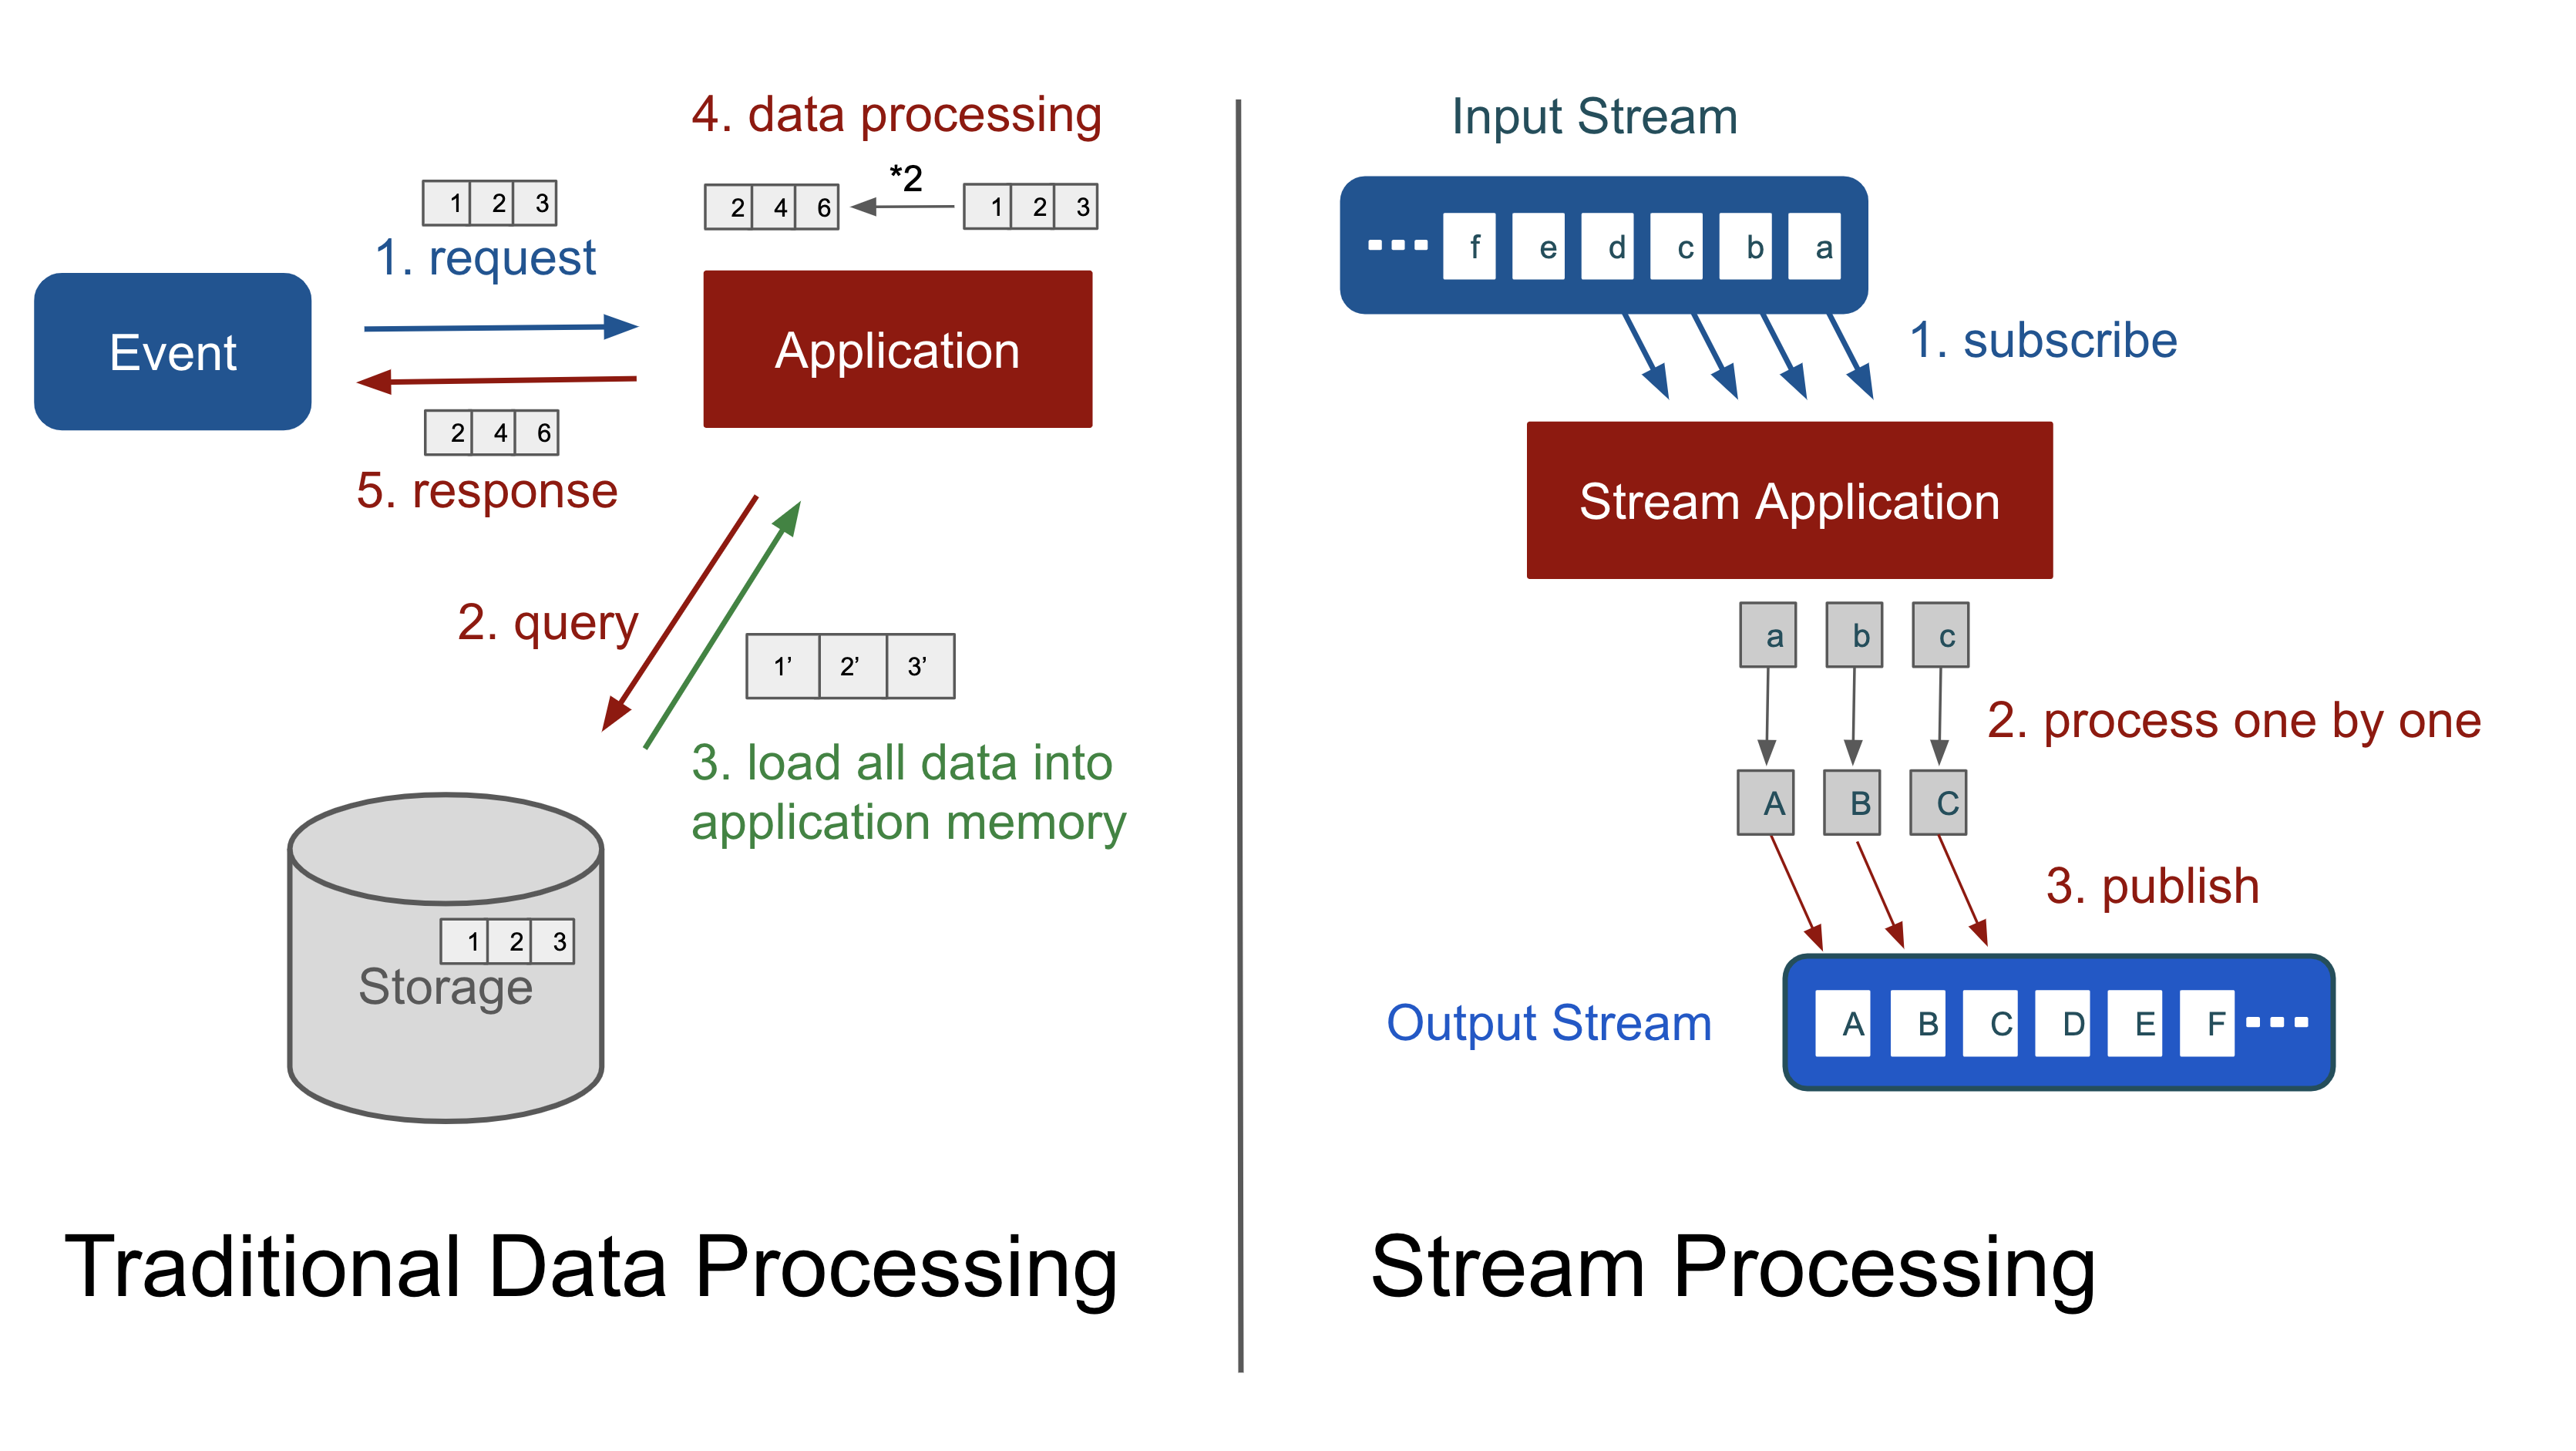 4. data processing
*2
1 2 3
2 4 6
1 2 3
1. request
Event
Application
2 4 6
5. response
2. query
1’ 2’ 3’
3. load all data into
application memory
1 2 3
Storage
Traditional Data Processing
Input Stream
f e d c b a
1. subscribe
Stream Application
a b c
2. process one by one
A B C
3. publish
Output Stream
A B C D E F
Stream Processing